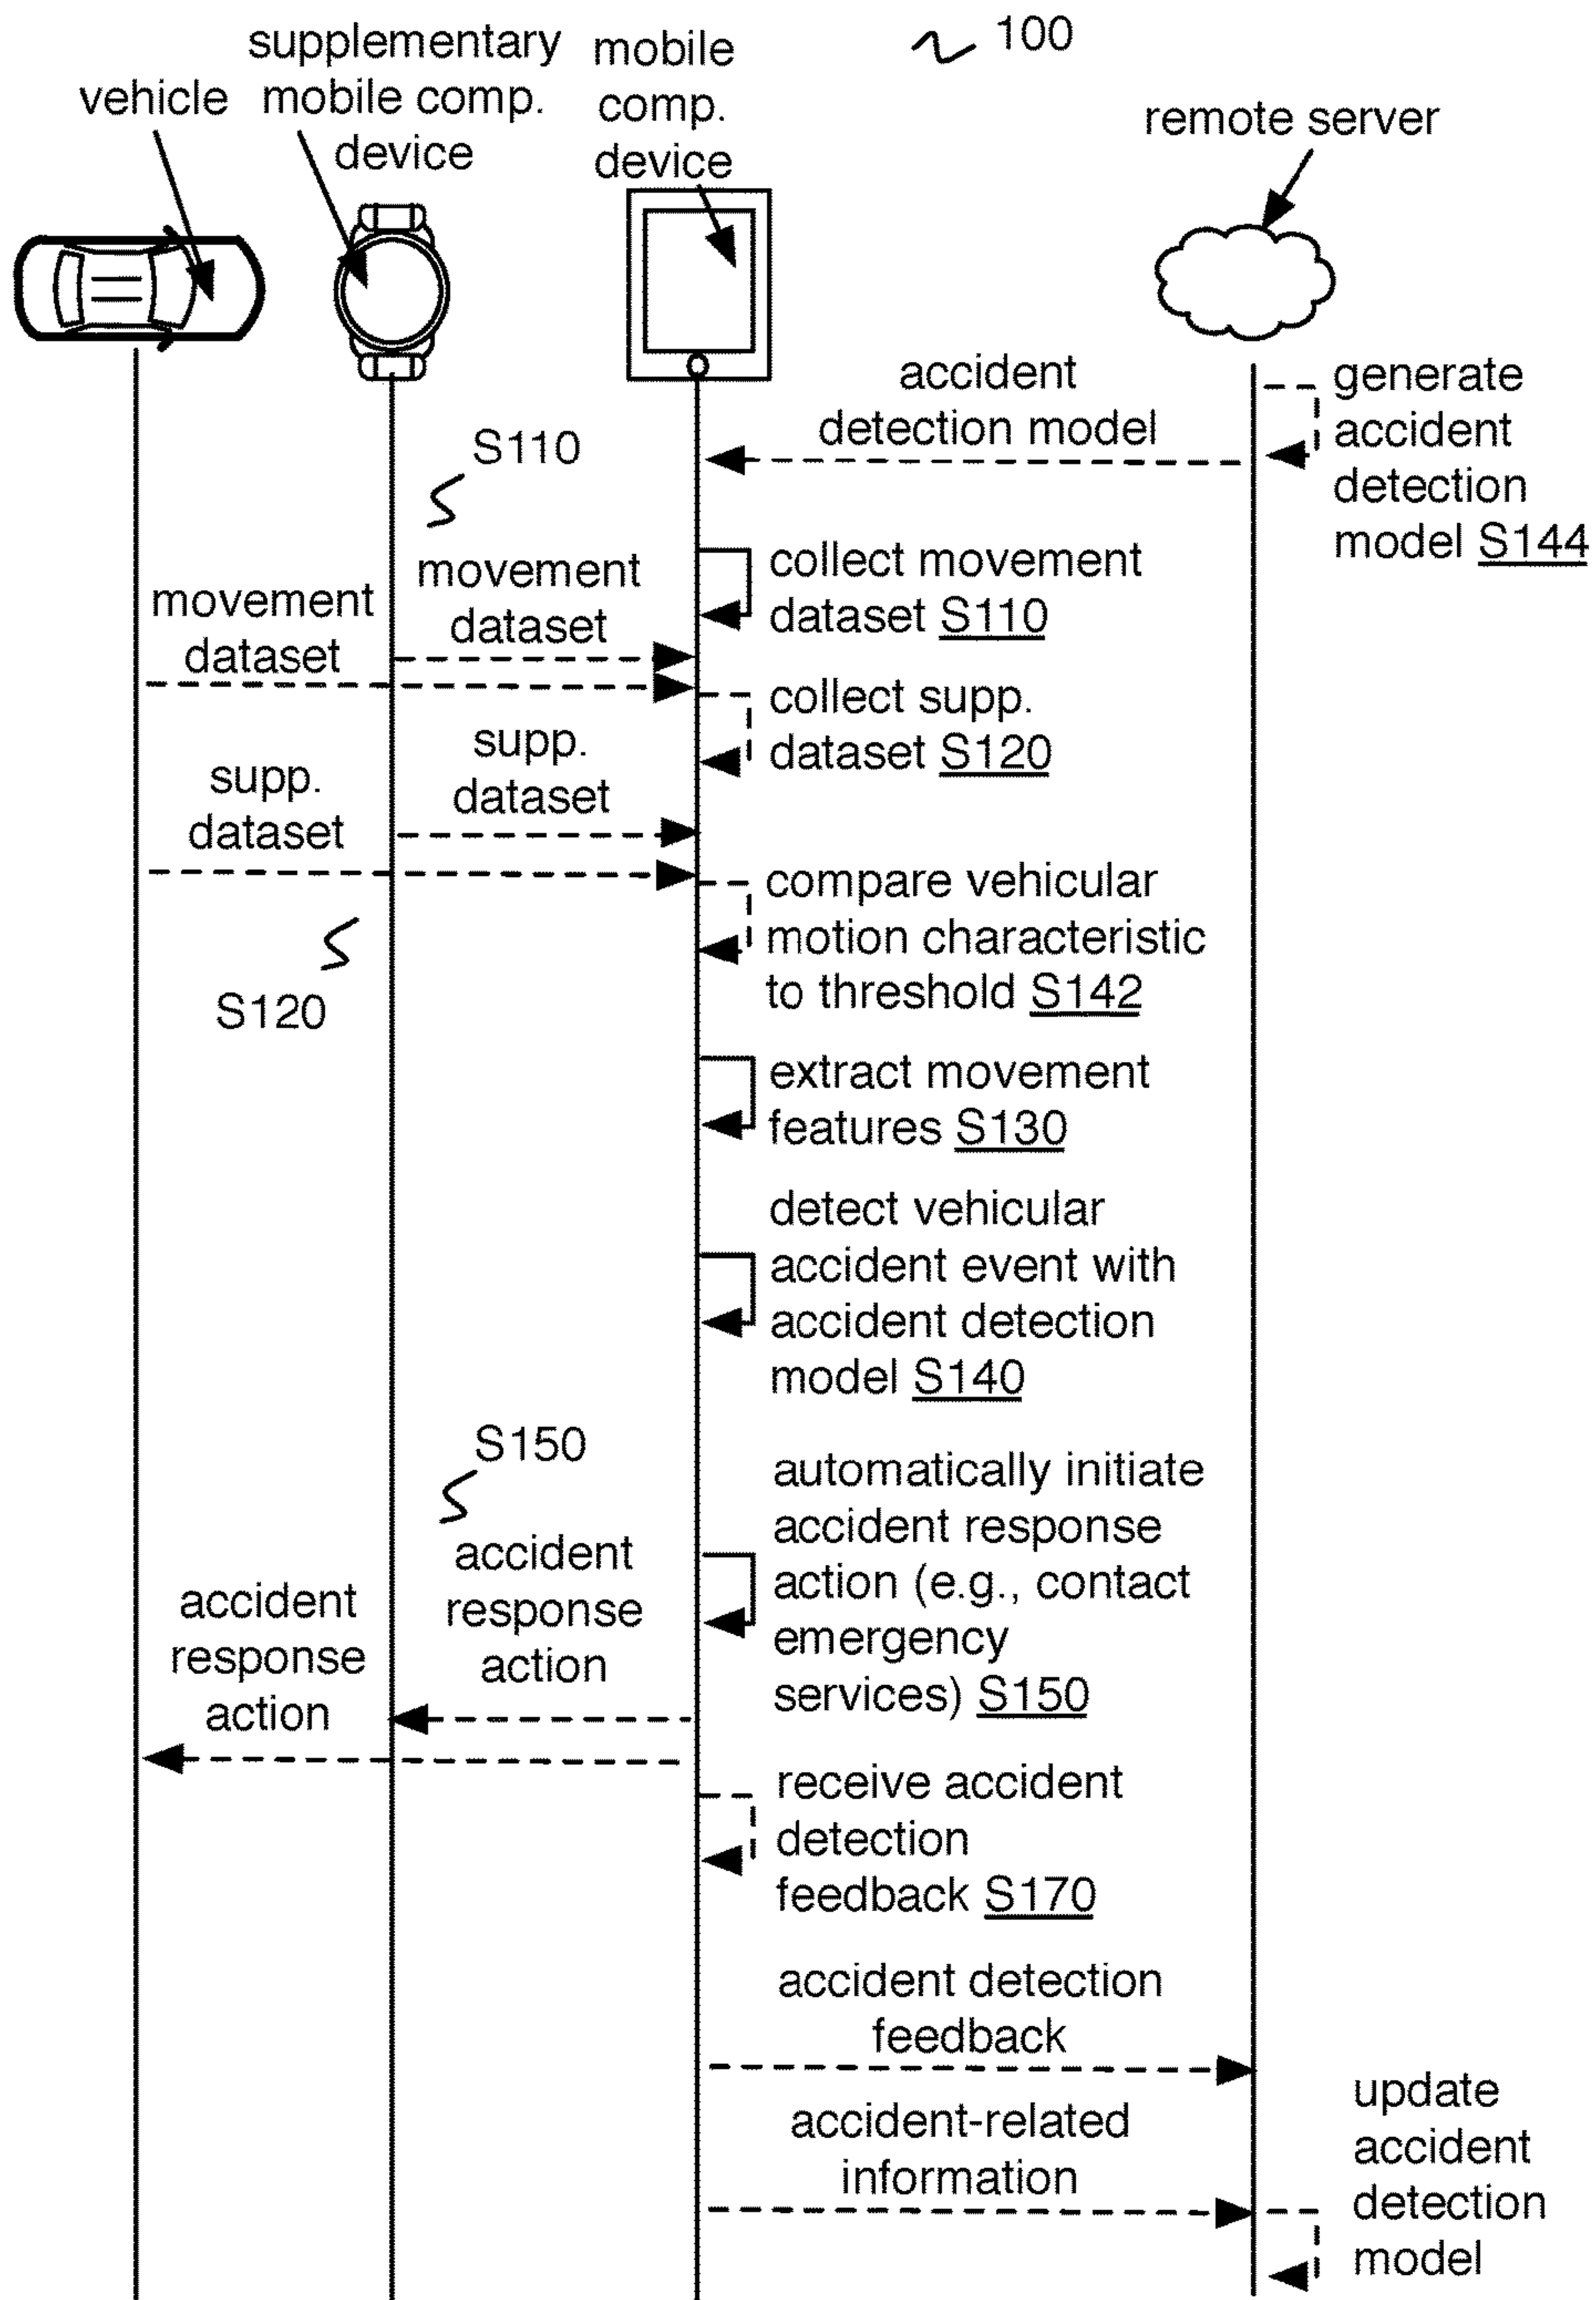 100
supplementary
mobile comp.
device
mobile
comp.
device
vehicle
remote server
accident
detection model
generate
accident
detection
model S144
S110
collect movement
dataset S110
movement
dataset
movement
dataset
collect supp.
dataset S120
supp.
dataset
supp.
dataset
compare vehicular
motion characteristic
to threshold S142
S120
extract movement
features S130
detect vehicular
accident event with
accident detection
model S140
S150
automatically initiate
accident response
action (e.g., contact
emergency
services) S150
accident
response
action
accident
response
action
receive accident
detection
feedback S170
accident detection
feedback
accident-related
information
update
accident
detection
model